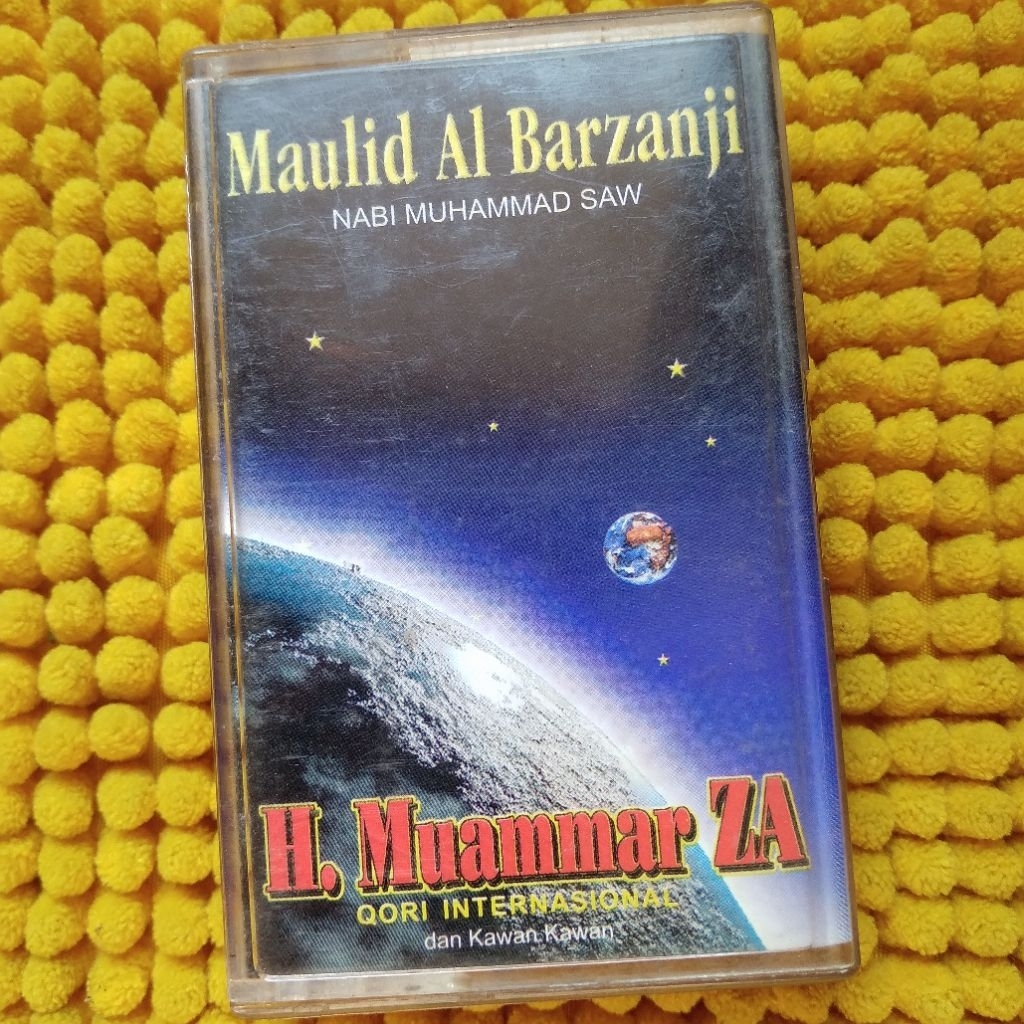 Maulid Al Barzanji
NABI MUHAMMAD SAW
H. Muammar ZA
QORI INTERNASIONAL
dan Kawan Kawan